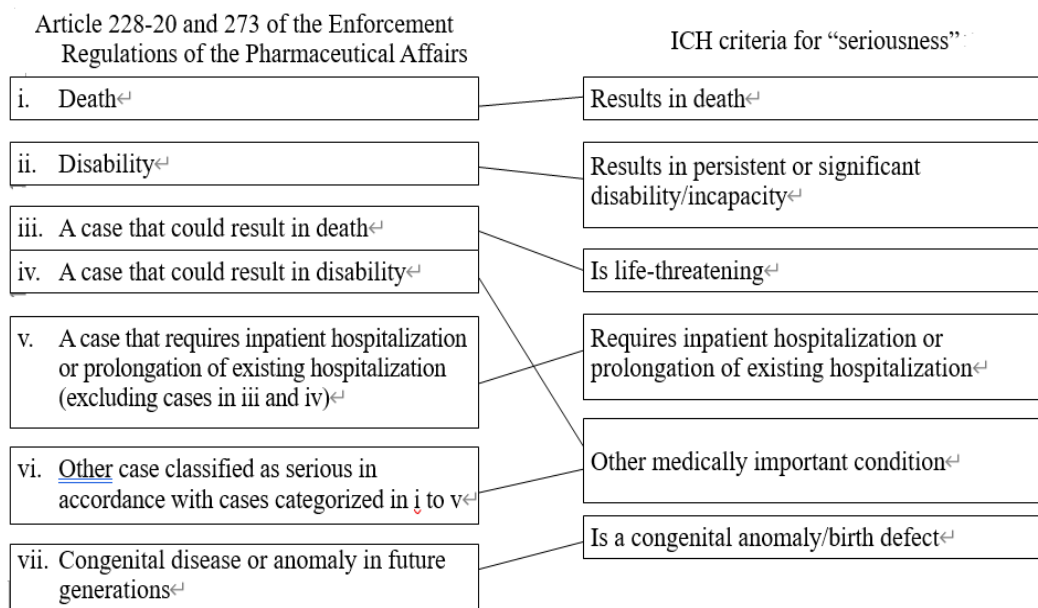 Article 228-20 and 273 of the Enforcement
Regulations of the Pharmaceutical Affairs
i. Death↵
ii. Disability↵
iii. A case that could result in death↵
iv. A case that could result in disability↵
v. A case that requires inpatient hospitalization
or prolongation of existing hospitalization
(excluding cases in iii and iv)↵
vi. Other case classified as serious in
accordance with cases categorized in i to v↵
vii. Congenital disease or anomaly in future
generations↵
ICH criteria for “seriousness”
Results in death↵
Results in persistent or significant
disability/incapacity↵
Is life-threatening↵
Requires inpatient hospitalization or
prolongation of existing hospitalization↵
Other medically important condition↵
Is a congenital anomaly/birth defect↵